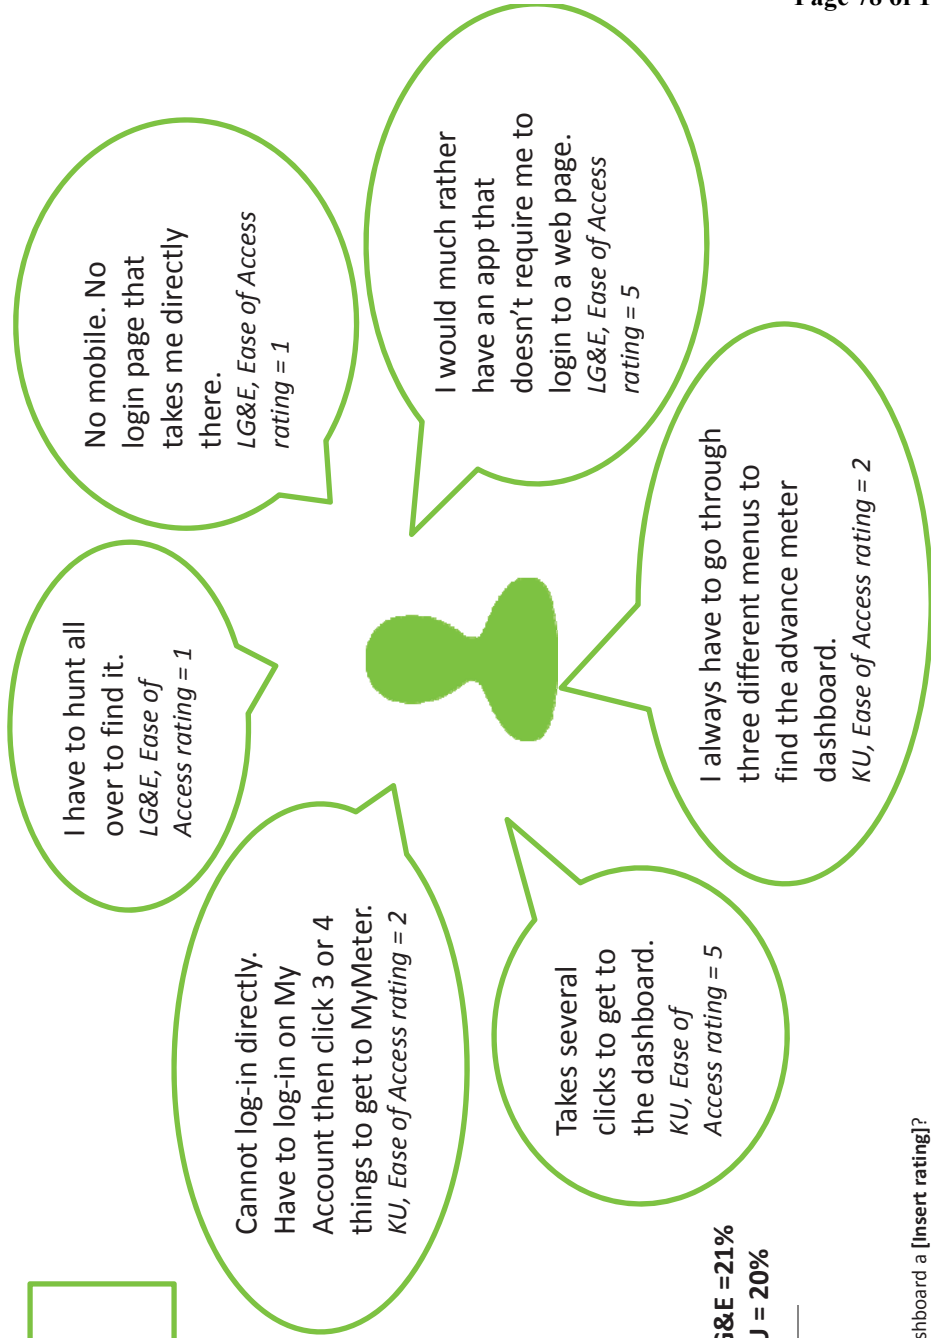 Cannot log-in directly.
Have to log-in on My
Account then click 3 or 4
things to get to MyMeter.
KU, Ease of Access rating = 2
I have to hunt all
over to find it.
LG&E, Ease of
Access rating = 1
No mobile. No
login page that
takes me directly
there.
LG&E, Ease of Access
rating = 1
I would much rather
have an app that
doesn’t require me to
login to a web page.
LG&E, Ease of Access
rating = 5
Takes several
clicks to get to
the dashboard.
KU, Ease of
Access rating = 5
I always have to go through
three different menus to
find the advance meter
dashboard.
KU, Ease of Access rating = 2
G&E =21%
U = 20%
shboard a [Insert rating]?